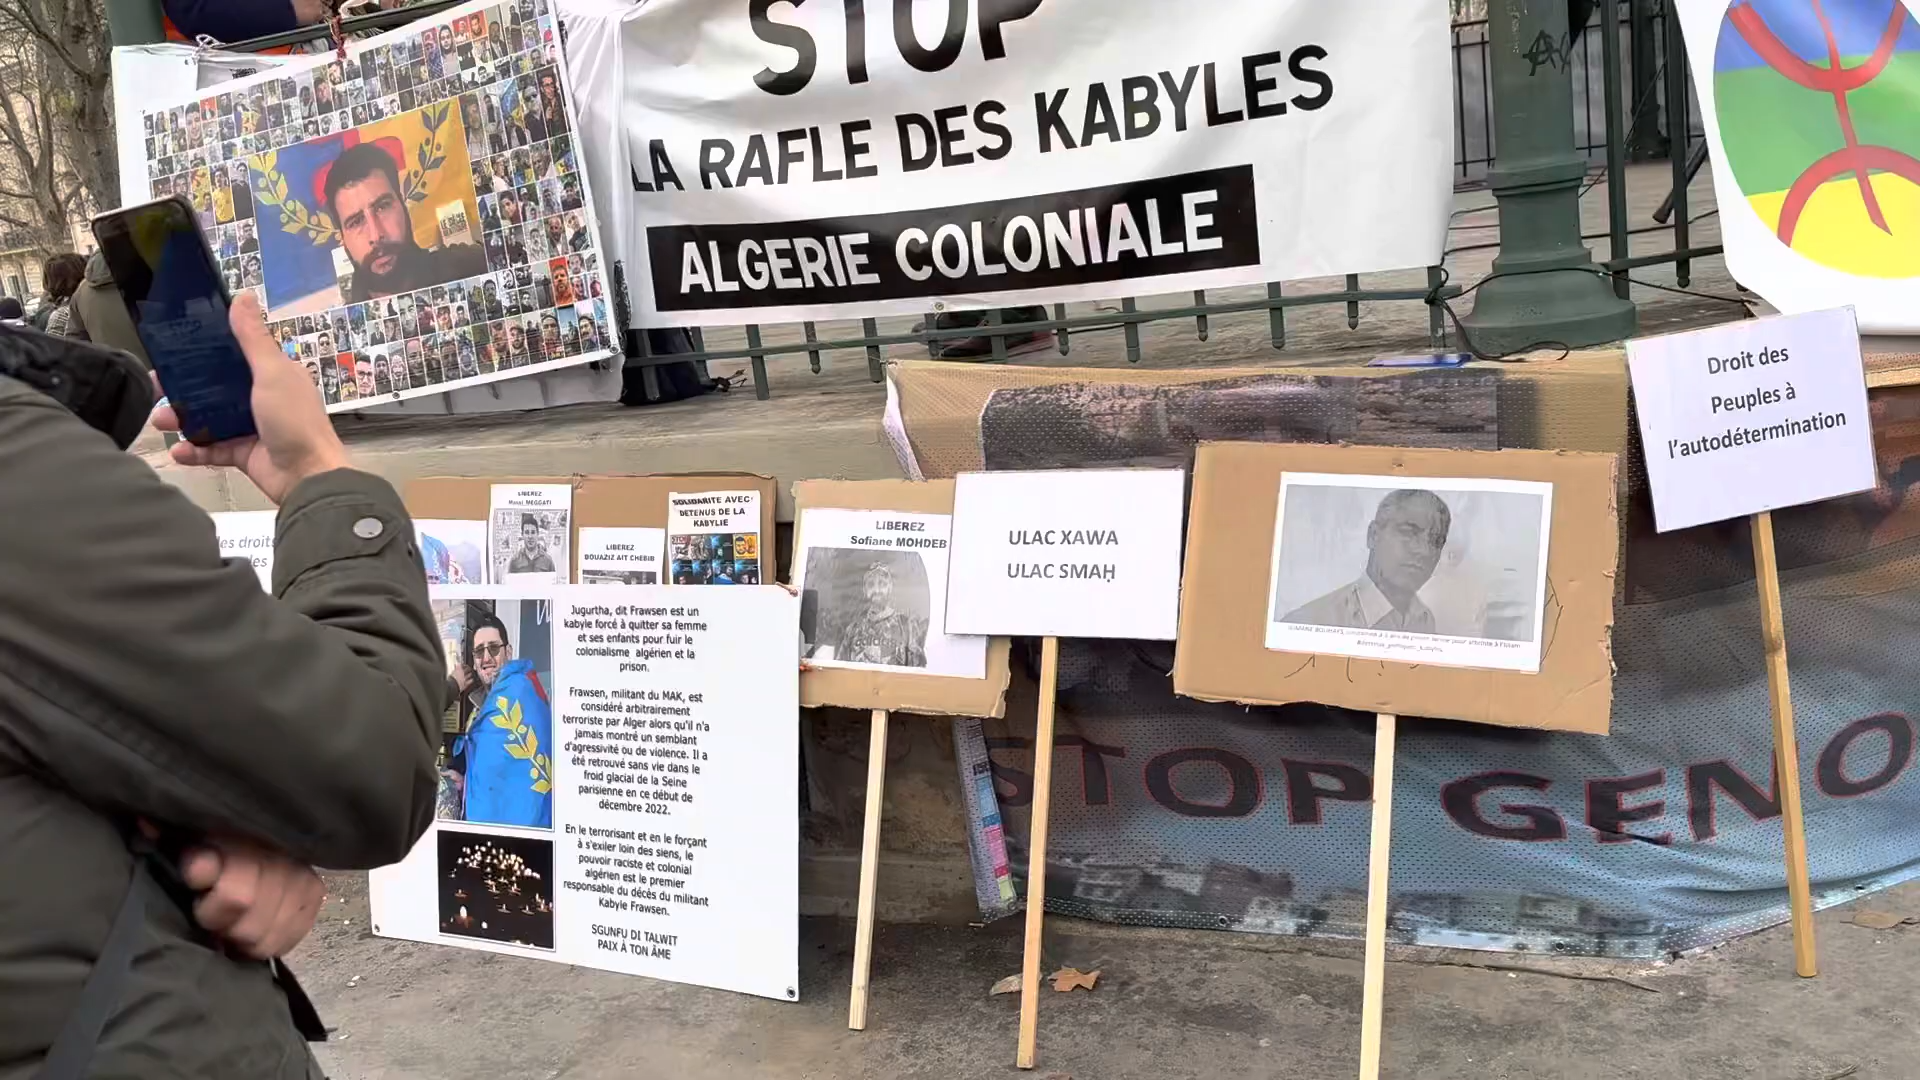 STOP
LA RAFLE DES KABYLES
ALGERIE COLONIALE
Droit des
Peuples à
l'autodétermination
LIBEREZ
MEGGATI
LIBEREZ
BOUAZIZ AIT CHEBIB
SOLIDARITE AVEC
DETENUS DE LA
KABYLIE
LIBEREZ
Sofiane MOHDEB
ULAC XAWA
ULAC SMAḤ
les droits
Jugurtha, dit Frawsen est un
kabyle forcé à quitter sa femme
et ses enfants pour fuir le
colonialisme algérien et la
prison.
Frawsen, militant du MAK, est
considéré arbitrairement
terroriste par Alger alors qu'il n'a
jamais montré un semblant
d'agressivité ou de violence. Il a
été retrouvé sans vie dans le
froid glacial de la Seine
parisienne en ce début de
décembre 2022.
En le terrorisant et en le forçant
à s'exiler loin des siens, le
pouvoir raciste et colonial
algérien est le premier
responsable du décés du militant
Kabyle Frawsen.
SGUNFU DI TALWIT
PAIX À TON ÂME
STOP GENO